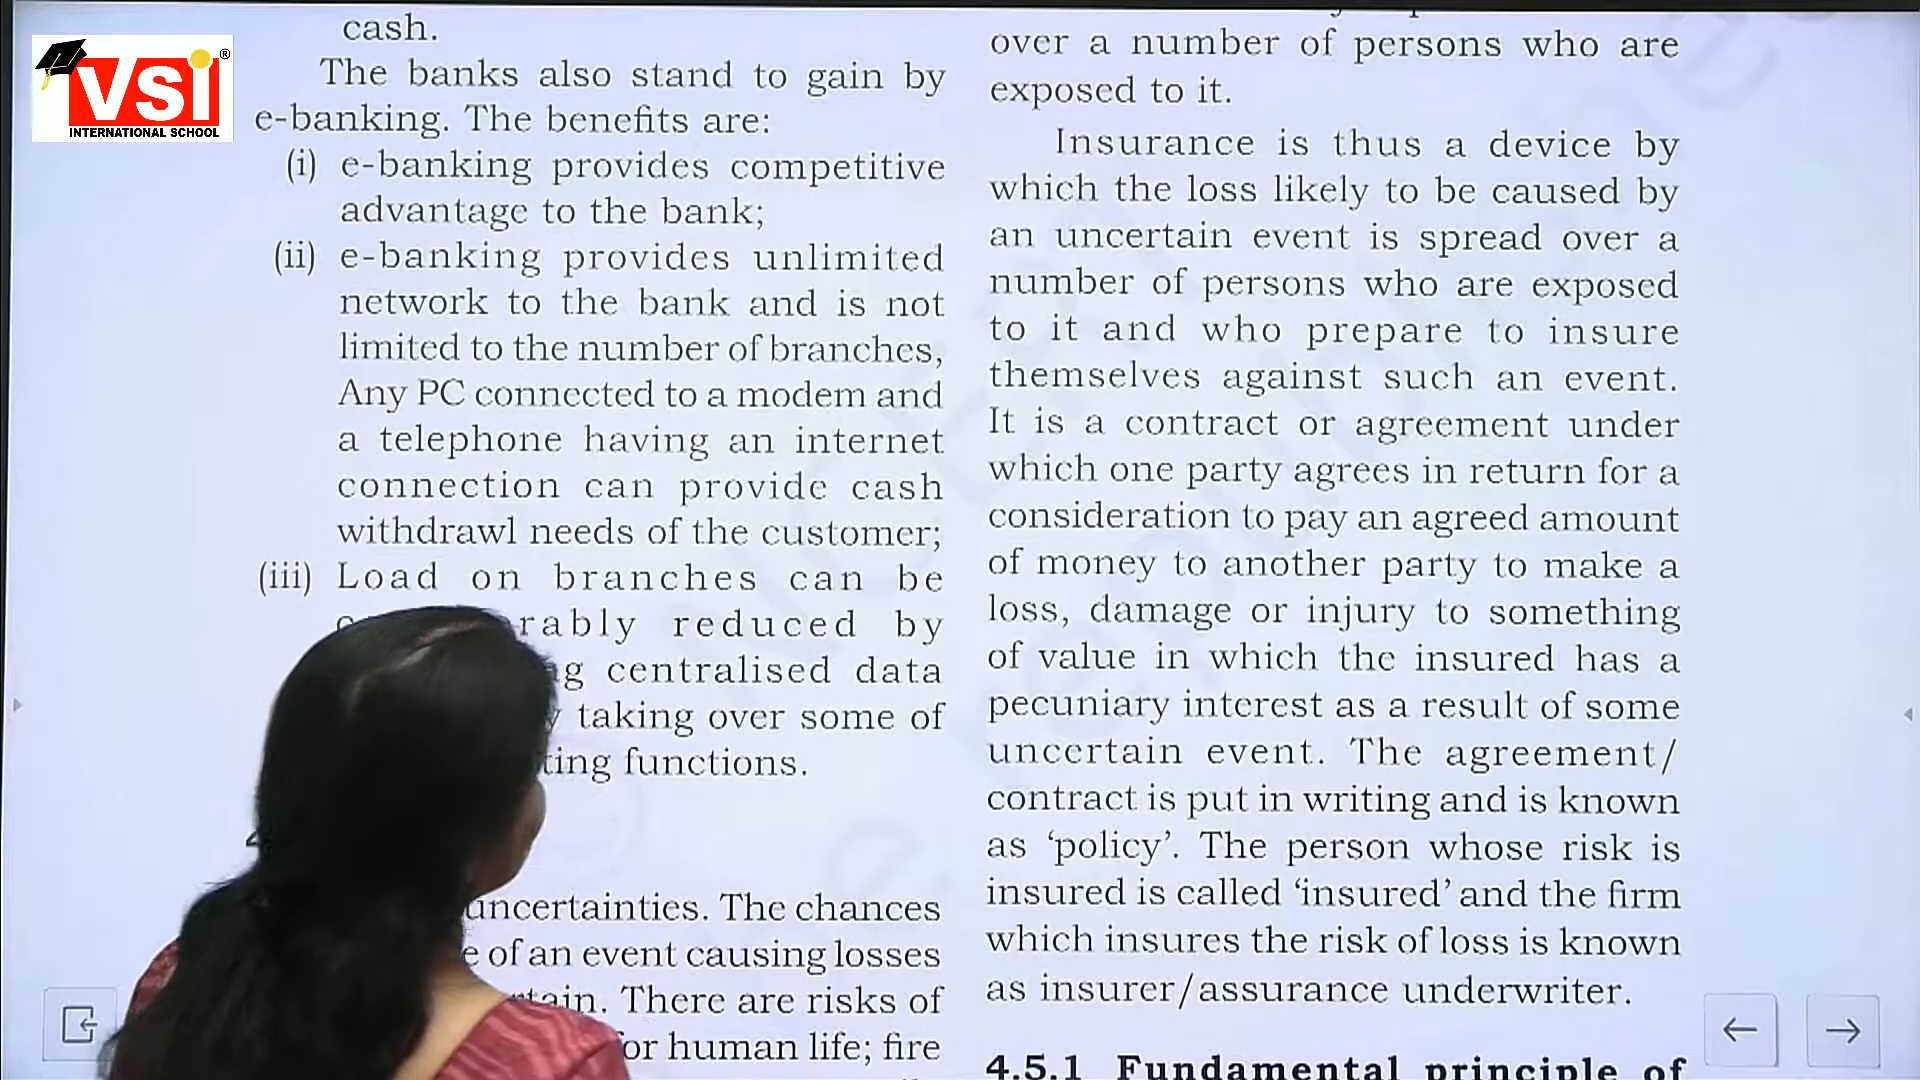 VSI
®
INTERNATIONAL SCHOOL
cash.
The banks also stand to gain by
e-banking. The benefits are:
(i) e-banking provides competitive
advantage to the bank;
(ii) e-banking provides unlimited
network to the bank and is not
limited to the number of branches,
Any PC connected to a modem and
a telephone having an internet
connection can provide cash
withdrawl needs of the customer;
(iii) Load on branches can be
reduced by
centralised data
taking over some of
functions.
uncertainties. The chances
of an event causing losses
There are risks of
human life; fire
over a number of persons who are
exposed to it.
Insurance is thus a device by
which the loss likely to be caused by
an uncertain event is spread over a
number of persons who are exposed
to it and who prepare to insure
themselves against such an event.
It is a contract or agreement under
which one party agrees in return for a
consideration to pay an agreed amount
of money to another party to make a
loss, damage or injury to something
of value in which the insured has a
pecuniary interest as a result of some
uncertain event. The agreement/
contract is put in writing and is known
as ‘policy’. The person whose risk is
insured is called ‘insured’ and the firm
which insures the risk of loss is known
as insurer/assurance underwriter.
4.5.1 Fundamental principle of